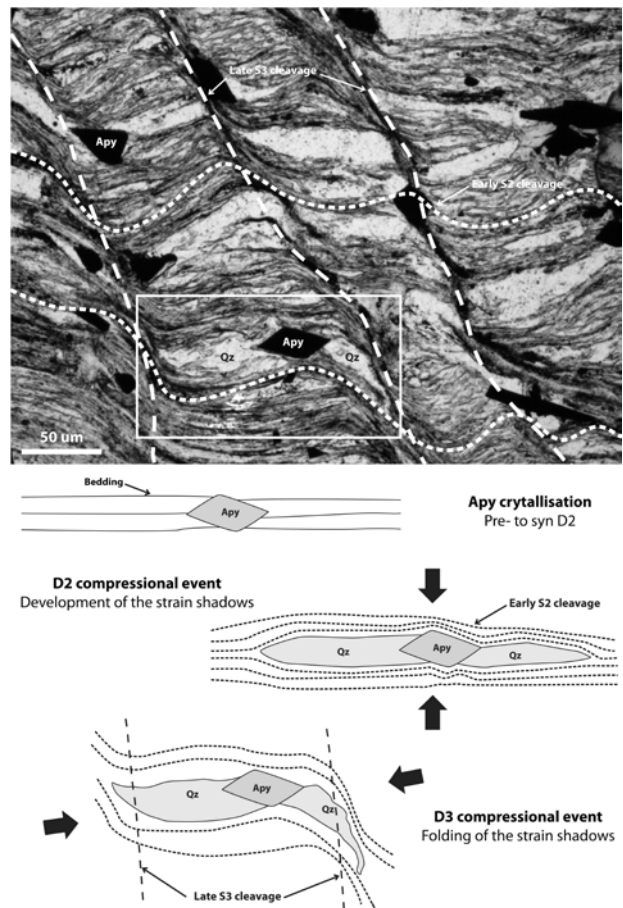 Late S3 cleavage
Apy
Early S2 cleavage
Apy
Qz
Qz
50 um
Bedding
Apy
Apy crytallisation
Pre- to syn D2
D2 compressional event
Development of the strain shadows
Early S2 cleavage
Qz
Apy
Qz
Qz
Apy
Qz
D3 compressional event
Folding of the strain shadows
Late S3 cleavage